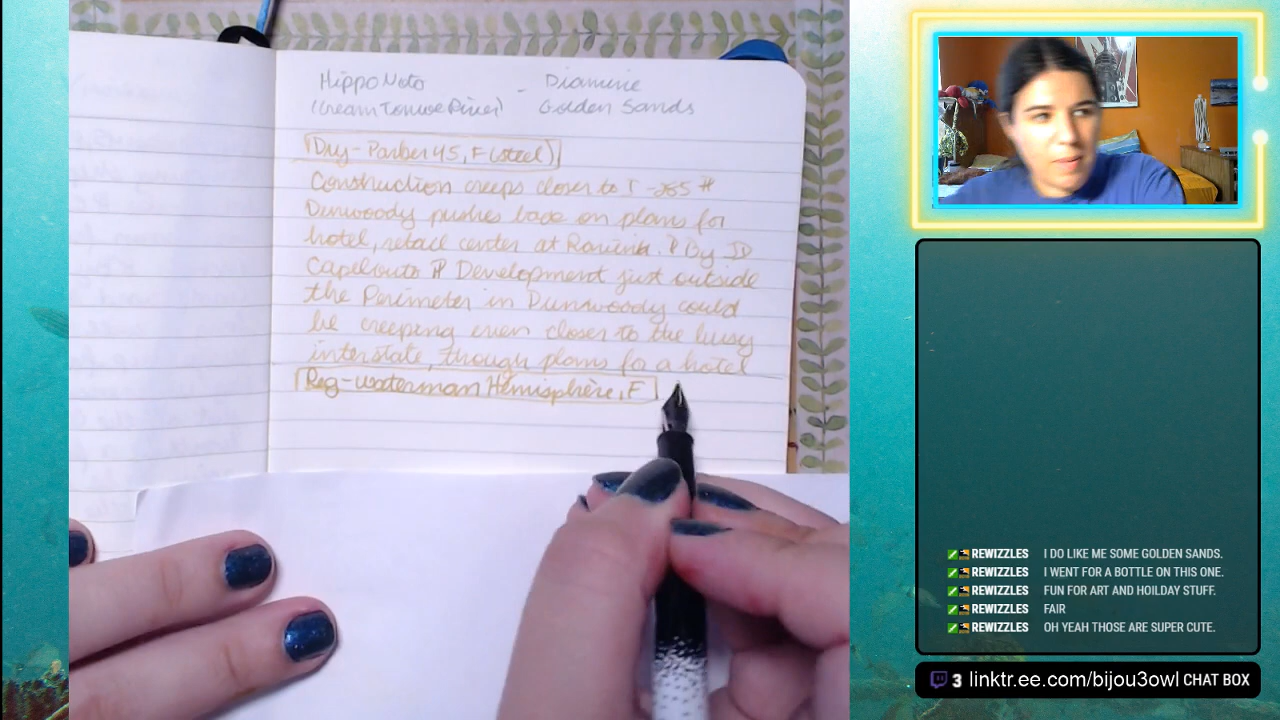 Hippo Noto - Diamine
(Cream Tomoe River) Golden Sands
Dry-Parker 45, F (steel)
Construction creeps closer to I-285 #
Dunwoody pushes back on plans for
hotel, retail center at Ravinia. ¶ By JD
Capelouto ¶ Development just outside
the Perimeter in Dunwoody could
be creeping even closer to the busy
interstate, though plans for a hotel
Reg-Waterman Hémisphère, F
REWIZZLES I DO LIKE ME SOME GOLDEN SANDS.
REWIZZLES I WENT FOR A BOTTLE ON THIS ONE.
REWIZZLES FUN FOR ART AND HOILDAY STUFF.
REWIZZLES FAIR
REWIZZLES OH YEAH THOSE ARE SUPER CUTE.
3 linktr.ee.com/bijou3owl CHAT BOX